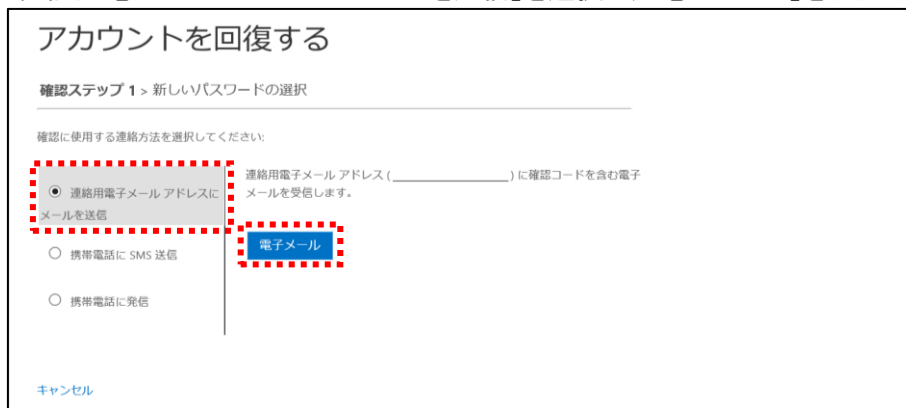 アカウントを回復する
確認ステップ 1 > 新しいパスワードの選択
確認に使用する連絡方法を選択してください:
連絡用電子メール アドレスに
メールを送信
携帯電話に SMS 送信
携帯電話に発信
連絡用電子メール アドレス (________________) に確認コードを含む電子
メールを受信します。
電子メール
キャンセル